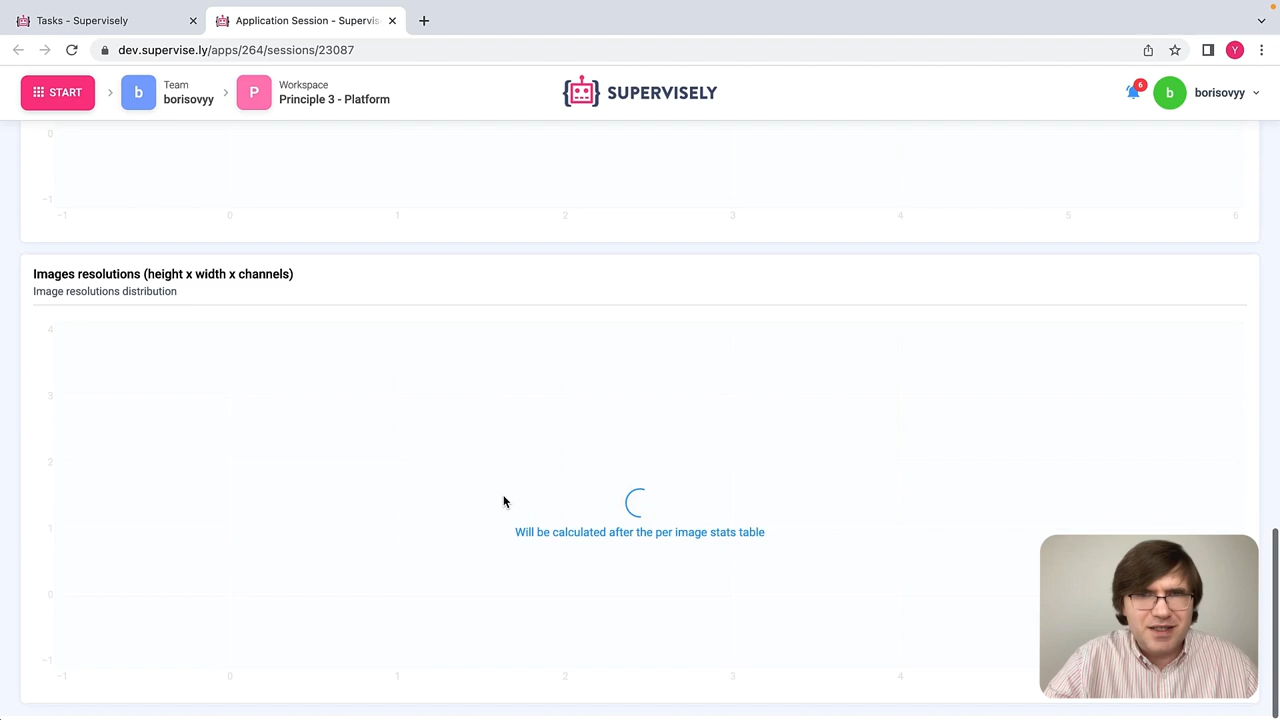 Tasks - Supervisely
Application Session - Supervis
dev.supervise.ly/apps/264/sessions/23087
Y
START
b
Team
borisovyy
P
Workspace
Principle 3 - Platform
SUPERVISELY
6
b
borisovyy
0
−1
−1 0 1 2 3 4 5 6
Images resolutions (height x width x channels)
Image resolutions distribution
4
3
2
1
0
−1
Will be calculated after the per image stats table
−1 0 1 2 3 4